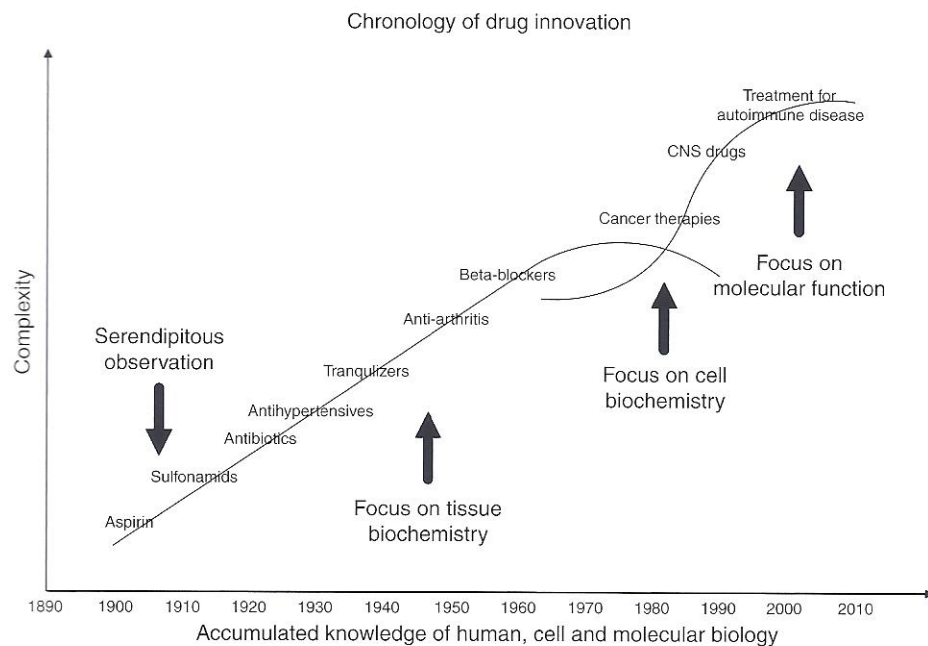 Chronology of drug innovation
Treatment for
autoimmune disease
CNS drugs
Cancer therapies
Focus on
molecular function
Beta-blockers
Complexity
Anti-arthritis
Serendipitous
observation
Tranqulizers
Focus on cell
biochemistry
Antihypertensives
Antibiotics
Sulfonamids
Focus on tissue
biochemistry
Aspirin
1890 1900 1910 1920 1930 1940 1950 1960 1970 1980 1990 2000 2010
Accumulated knowledge of human, cell and molecular biology